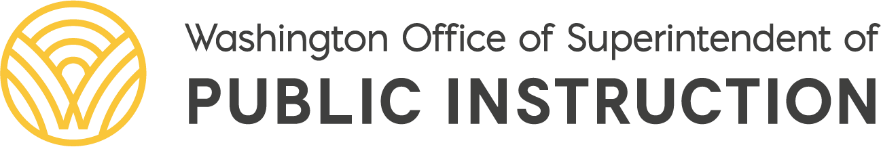 Washington Office of Superintendent of
PUBLIC INSTRUCTION